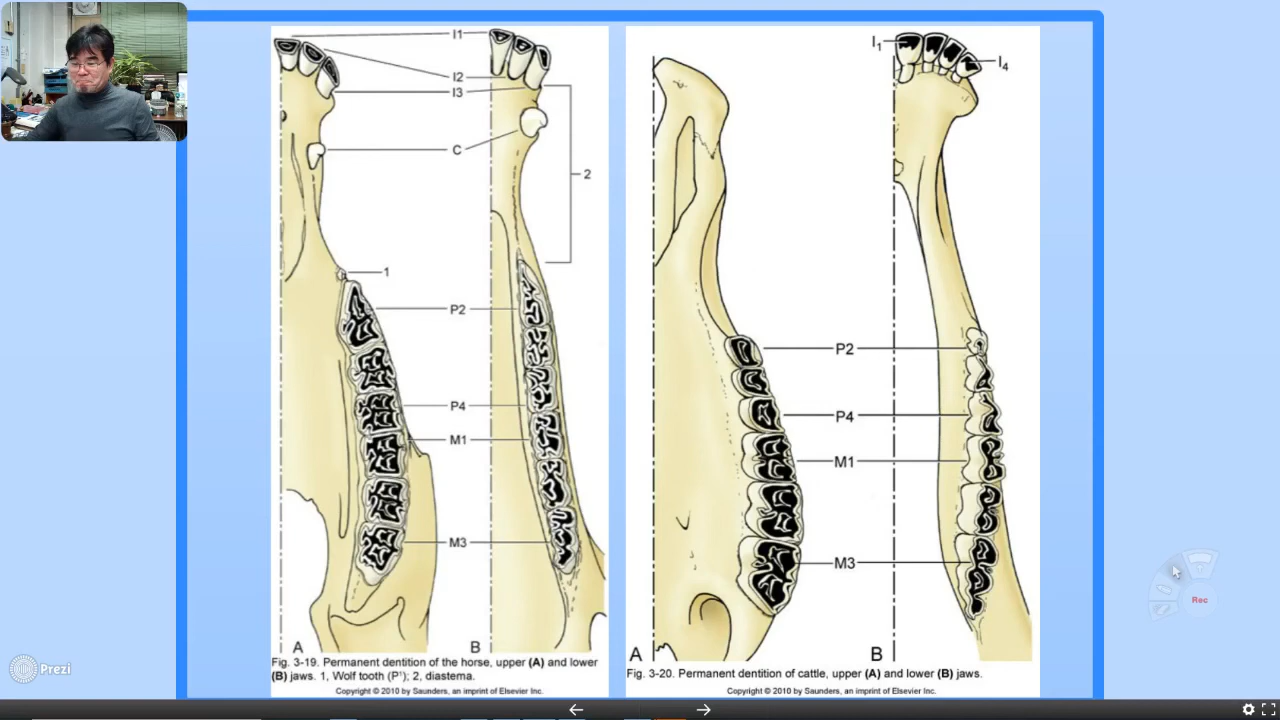 I1
I2
I3
C
2
1
P2
P4
M1
M3
A
B
Fig. 3-19. Permanent dentition of the horse, upper (A) and lower
(B) jaws. 1, Wolf tooth (P¹); 2, diastema.
Copyright © 2010 by Saunders, an imprint of Elsevier Inc.
I₁
I₄
P2
P4
M1
M3
A
B
Fig. 3-20. Permanent dentition of cattle, upper (A) and lower (B) jaws.
Copyright © 2010 by Saunders, an imprint of Elsevier Inc.
Rec
Prezi